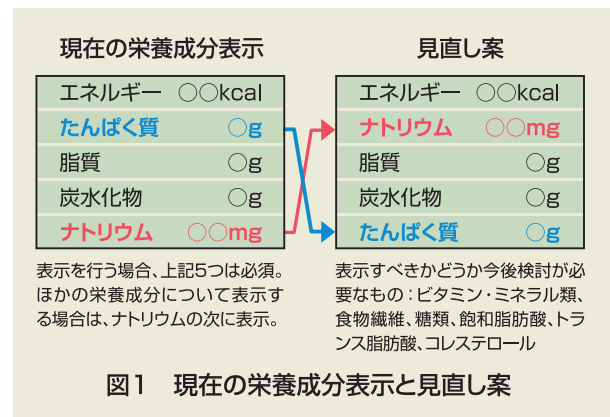 現在の栄養成分表示
エネルギー ○○kcal
たんぱく質 ○g
脂質 ○g
炭水化物 ○g
ナトリウム ○○mg
表示を行う場合、上記5つは必須。
ほかの栄養成分について表示す
る場合は、ナトリウムの次に表示。
見直し案
エネルギー ○○kcal
ナトリウム ○○mg
脂質 ○g
炭水化物 ○g
たんぱく質 ○g
表示すべきかどうか今後検討が必
要なもの：ビタミン・ミネラル類、
食物繊維、糖類、飽和脂肪酸、トラ
ンス脂肪酸、コレステロール
図1 現在の栄養成分表示と見直し案